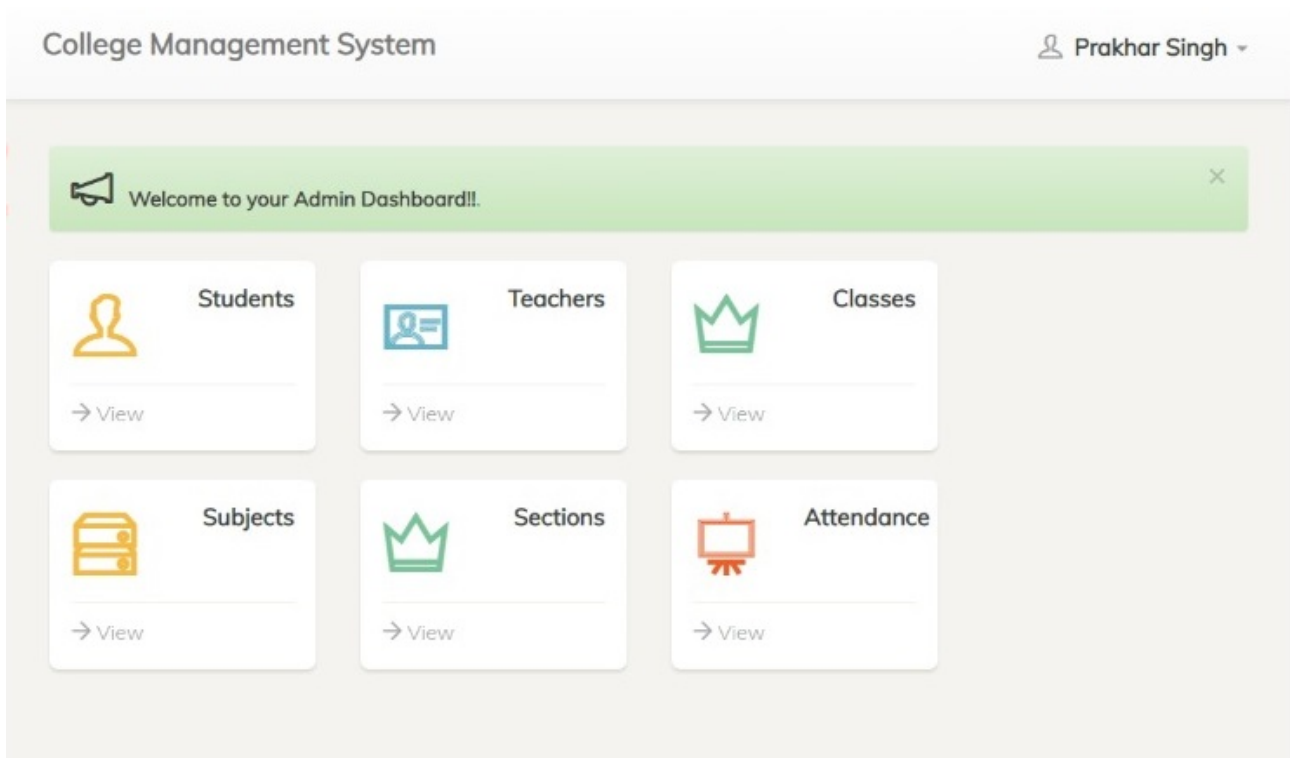 College Management System
Prakhar Singh
Welcome to your Admin Dashboard!!.
Students
Teachers
Classes
→ View
→ View
→ View
Subjects
Sections
Attendance
→ View
→ View
→ View